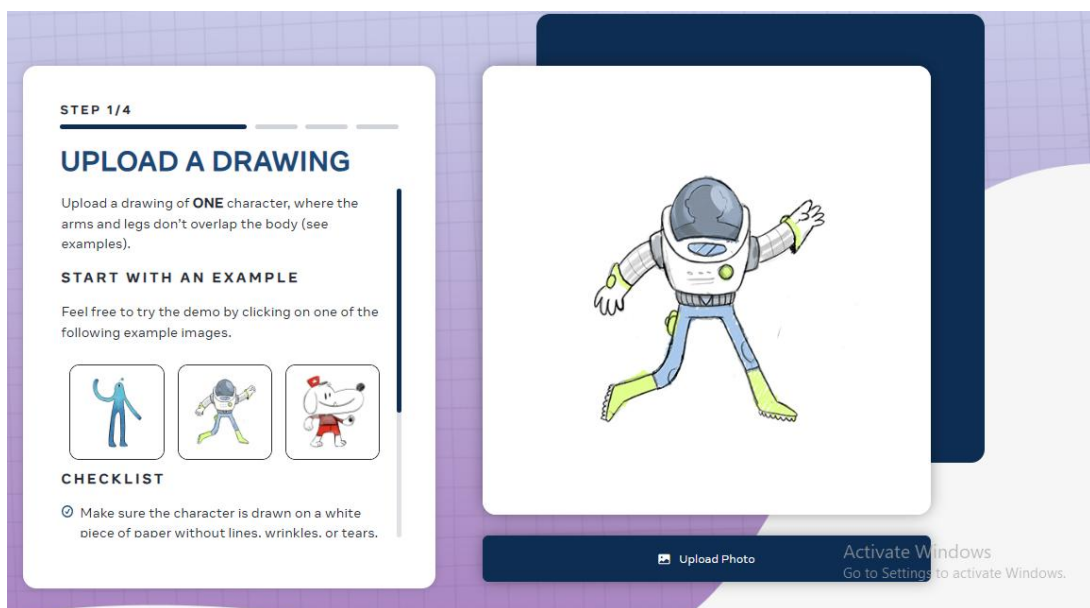 STEP 1/4
UPLOAD A DRAWING
Upload a drawing of ONE character, where the
arms and legs don't overlap the body (see
examples).
START WITH AN EXAMPLE
Feel free to try the demo by clicking on one of the
following example images.
CHECKLIST
Make sure the character is drawn on a white
piece of paper without lines, wrinkles, or tears.
Upload Photo
Activate Windows
Go to Settings to activate Windows.